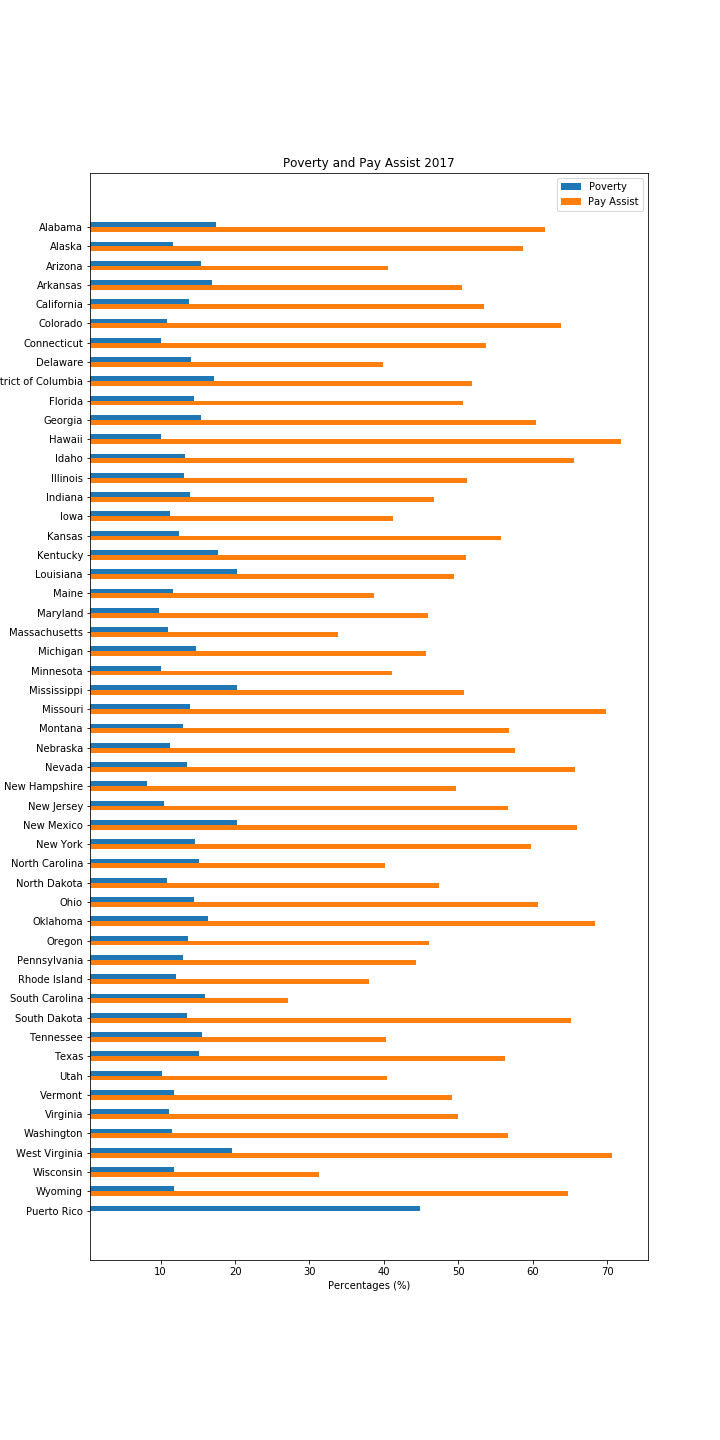 Poverty and Pay Assist 2017
Poverty
Pay Assist
Alabama
Alaska
Arizona
Arkansas
California
Colorado
Connecticut
Delaware
trict of Columbia
Florida
Georgia
Hawaii
Idaho
Illinois
Indiana
Iowa
Kansas
Kentucky
Louisiana
Maine
Maryland
Massachusetts
Michigan
Minnesota
Mississippi
Missouri
Montana
Nebraska
Nevada
New Hampshire
New Jersey
New Mexico
New York
North Carolina
North Dakota
Ohio
Oklahoma
Oregon
Pennsylvania
Rhode Island
South Carolina
South Dakota
Tennessee
Texas
Utah
Vermont
Virginia
Washington
West Virginia
Wisconsin
Wyoming
Puerto Rico
10 20 30 40 50 60 70
Percentages (%)